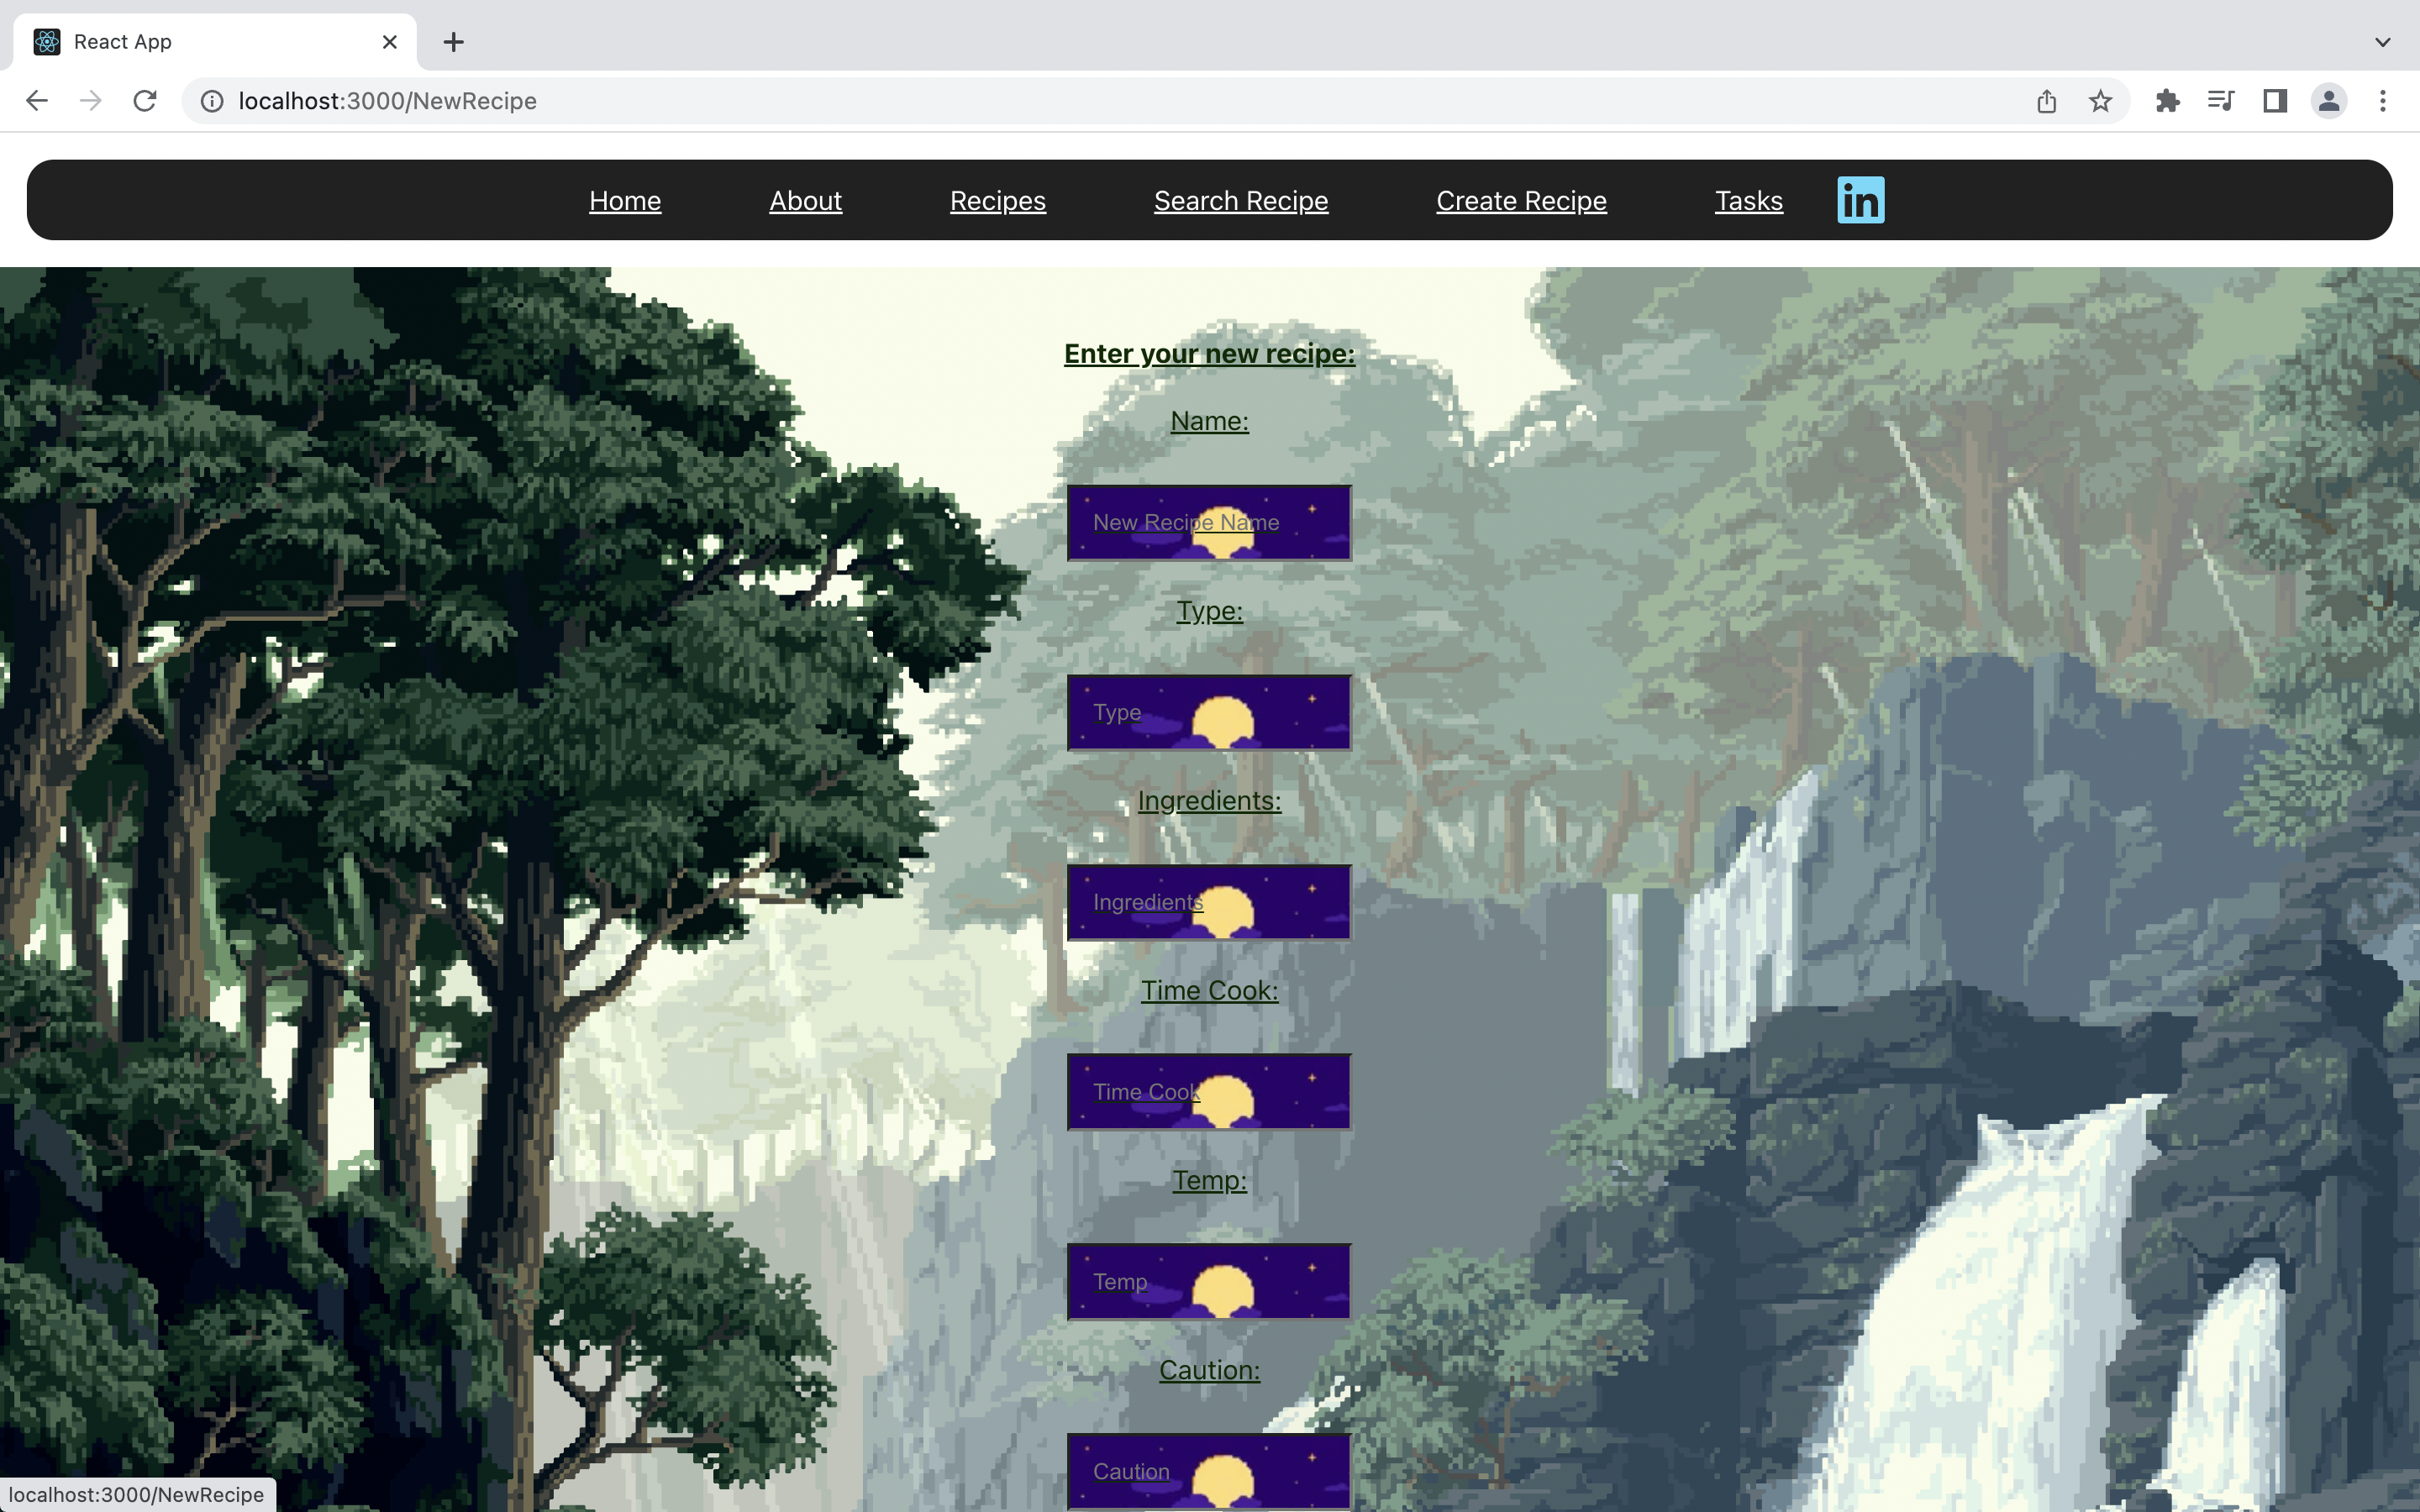 React App
localhost:3000/NewRecipe
Home About Recipes Search Recipe Create Recipe Tasks in
Enter your new recipe:
Name:
New Recipe Name
Type:
Type
Ingredients:
Ingredients
Time Cook:
Time Cook
Temp:
Temp
Caution:
Caution
localhost:3000/NewRecipe